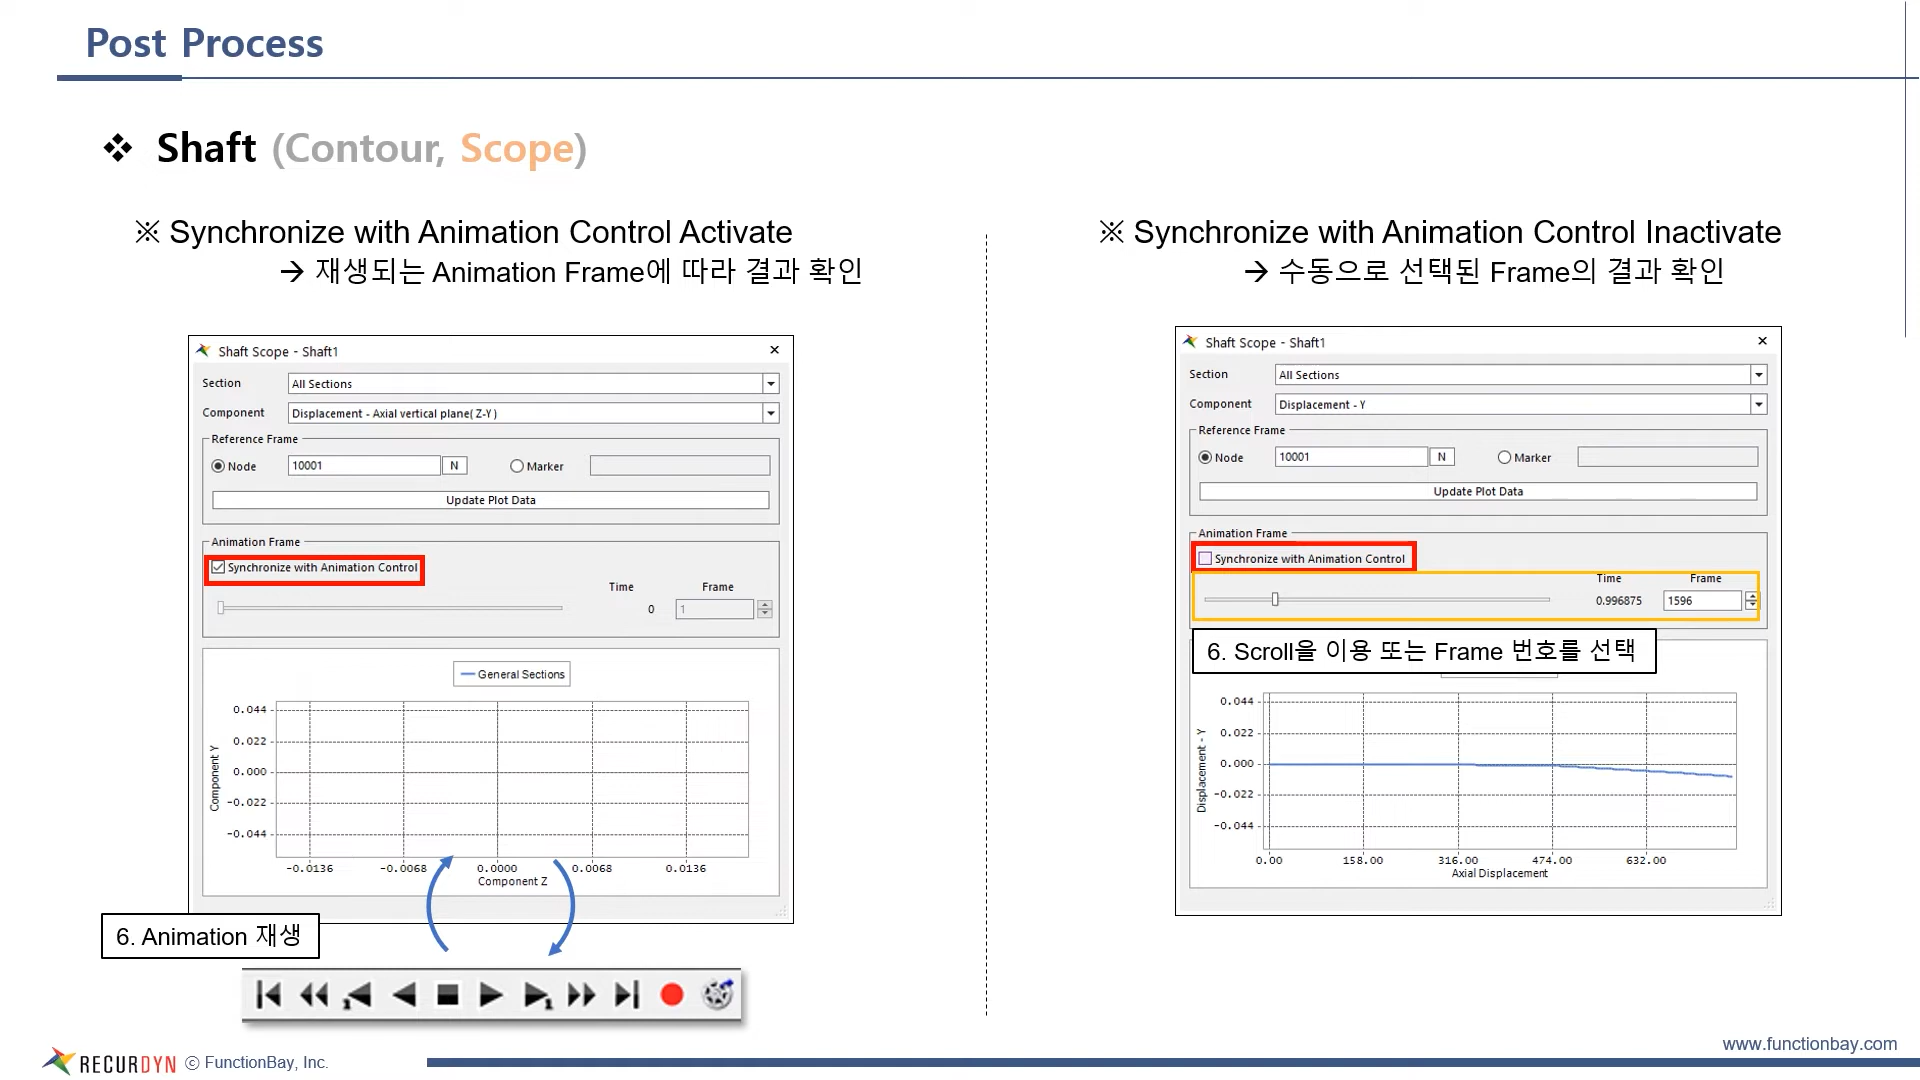 Post Process
❖ Shaft (Contour, Scope)
※ Synchronize with Animation Control Activate
→ 재생되는 Animation Frame에 따라 결과 확인
Shaft Scope - Shaft1
Section All Sections
Component Displacement - Axial vertical plane( Z-Y )
Reference Frame
Node 10001 N Marker
Update Plot Data
Animation Frame
Synchronize with Animation Control
Time Frame
0 1
General Sections
Component Y
0.044
0.022
0.000
-0.022
-0.044
-0.0136 -0.0068 0.0000 0.0068 0.0136
Component Z
6. Animation 재생
1 1
※ Synchronize with Animation Control Inactivate
→ 수동으로 선택된 Frame의 결과 확인
Shaft Scope - Shaft1
Section All Sections
Component Displacement - Y
Reference Frame
Node 10001 N Marker
Update Plot Data
Animation Frame
Synchronize with Animation Control
Time Frame
0.996875 1596
6. Scroll을 이용 또는 Frame 번호를 선택
Displacement - Y
0.044
0.022
0.000
-0.022
-0.044
0.00 158.00 316.00 474.00 632.00
Axial Displacement
www.functionbay.com
RECURDYN ⓒ FunctionBay, Inc.